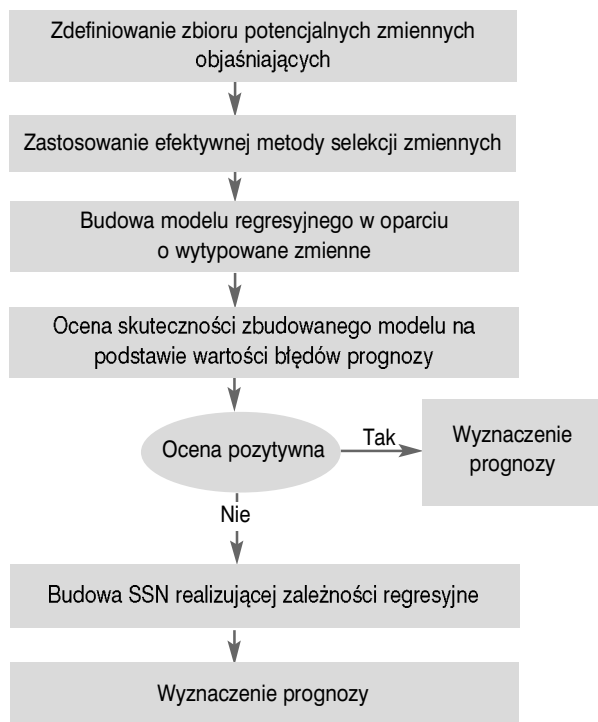 Zdefiniowanie zbioru potencjalnych zmiennych
objaśniających
Zastosowanie efektywnej metody selekcji zmiennych
Budowa modelu regresyjnego w oparciu
o wytypowane zmienne
Ocena skuteczności zbudowanego modelu na
podstawie wartości błędów prognozy
Ocena pozytywna
Tak
Wyznaczenie
prognozy
Nie
Budowa SSN realizującej zależności regresyjne
Wyznaczenie prognozy